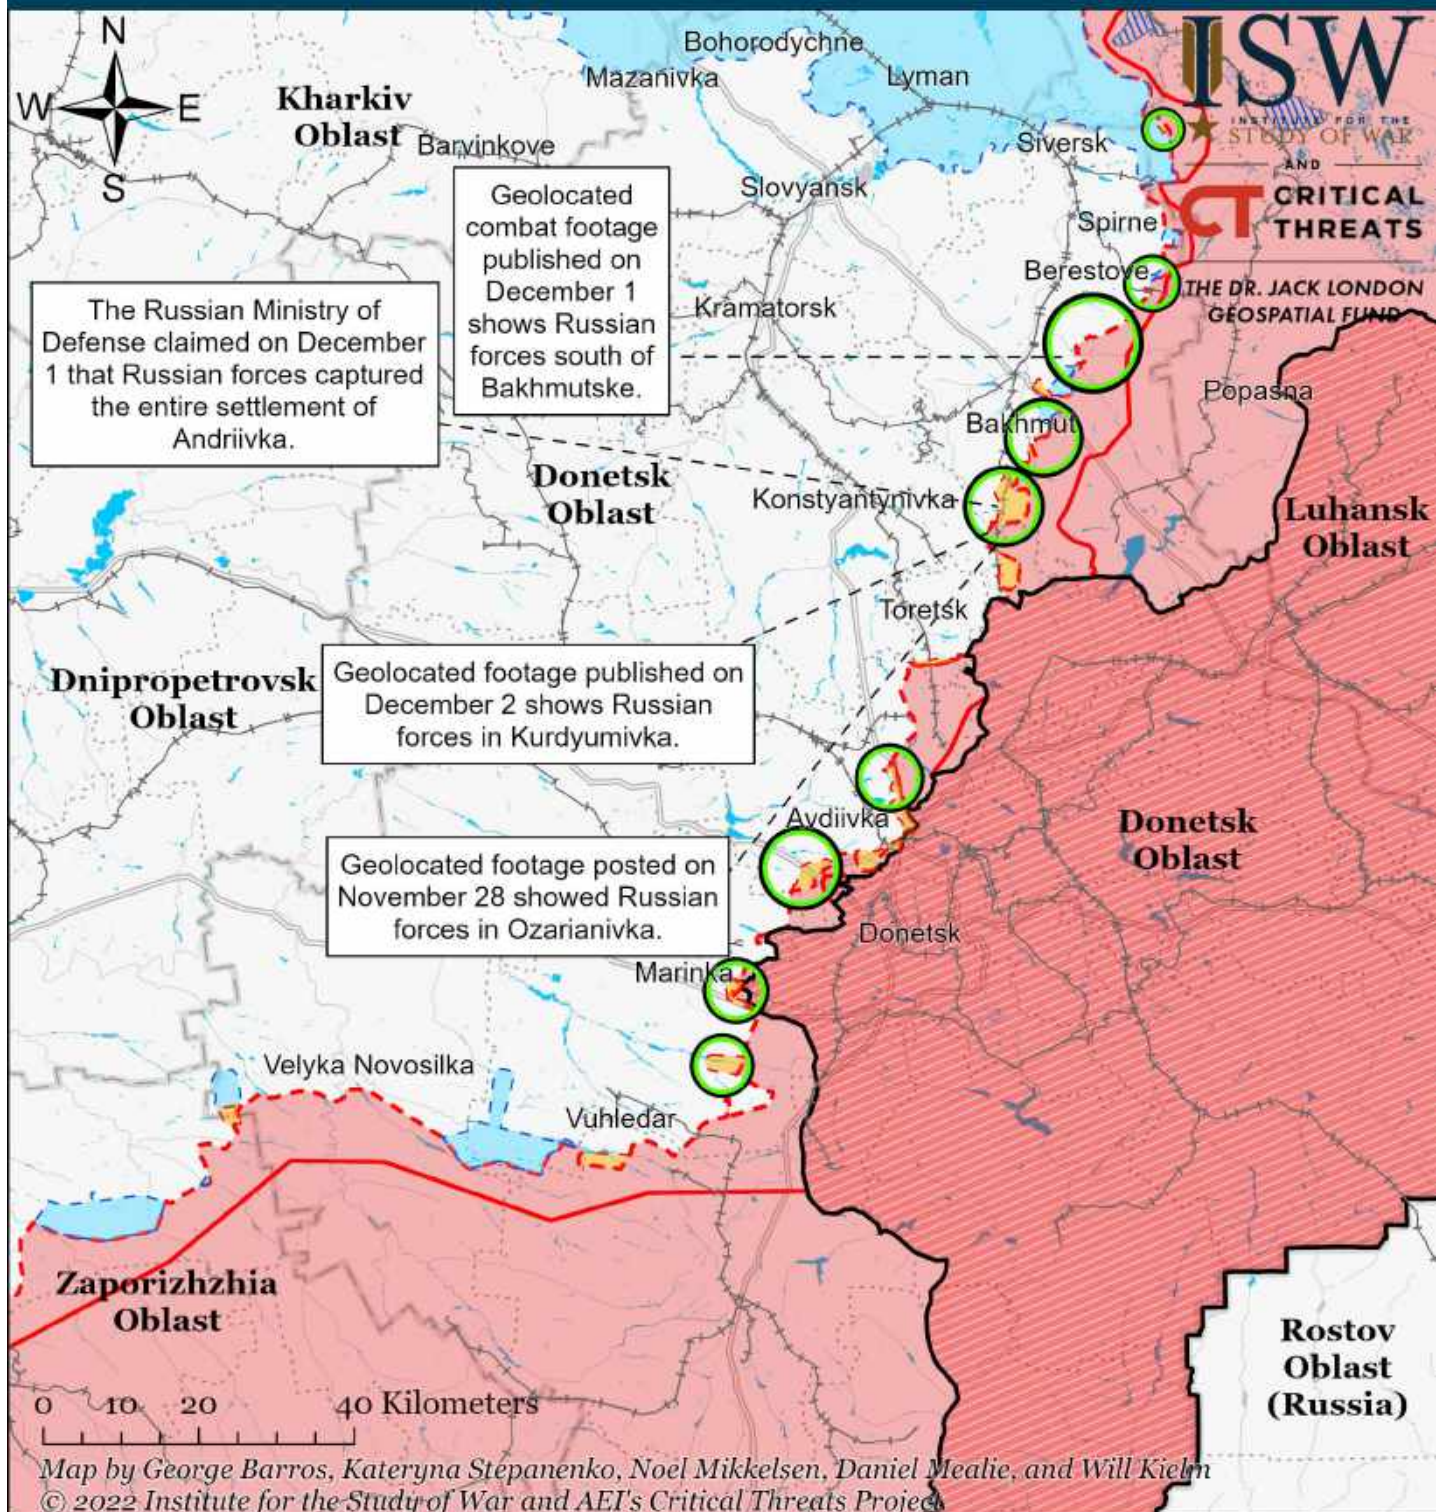 N
W
E
S
Kharkiv
Oblast
Barvinkove
Bohorodychne
Mazanivka
Lyman
ISW
INSTITUTE FOR THE
STUDY OF WAR
AND
CT CRITICAL
THREATS
THE DR. JACK LONDON
GEOSPATIAL FUND
Siversk
Slovyansk
Spirne
Berestove
Kramatorsk
Geolocated
combat footage
published on
December 1
shows Russian
forces south of
Bakhmutske.
The Russian Ministry of
Defense claimed on December
1 that Russian forces captured
the entire settlement of
Andriivka.
Popasna
Bakhmut
Donetsk
Oblast
Konstyantynivka
Luhansk
Oblast
Toretsk
Dnipropetrovsk
Oblast
Geolocated footage published on
December 2 shows Russian
forces in Kurdyumivka.
Avdiivka
Donetsk
Oblast
Geolocated footage posted on
November 28 showed Russian
forces in Ozarianivka.
Donetsk
Marinka
Velyka Novosilka
Vuhledar
Zaporizhzhia
Oblast
Rostov
Oblast
(Russia)
0 10 20 40 Kilometers
Map by George Barros, Kateryna Stepanenko, Noel Mikkelsen, Daniel Mealie, and Will Kielm
© 2022 Institute for the Study of War and AEI's Critical Threats Project